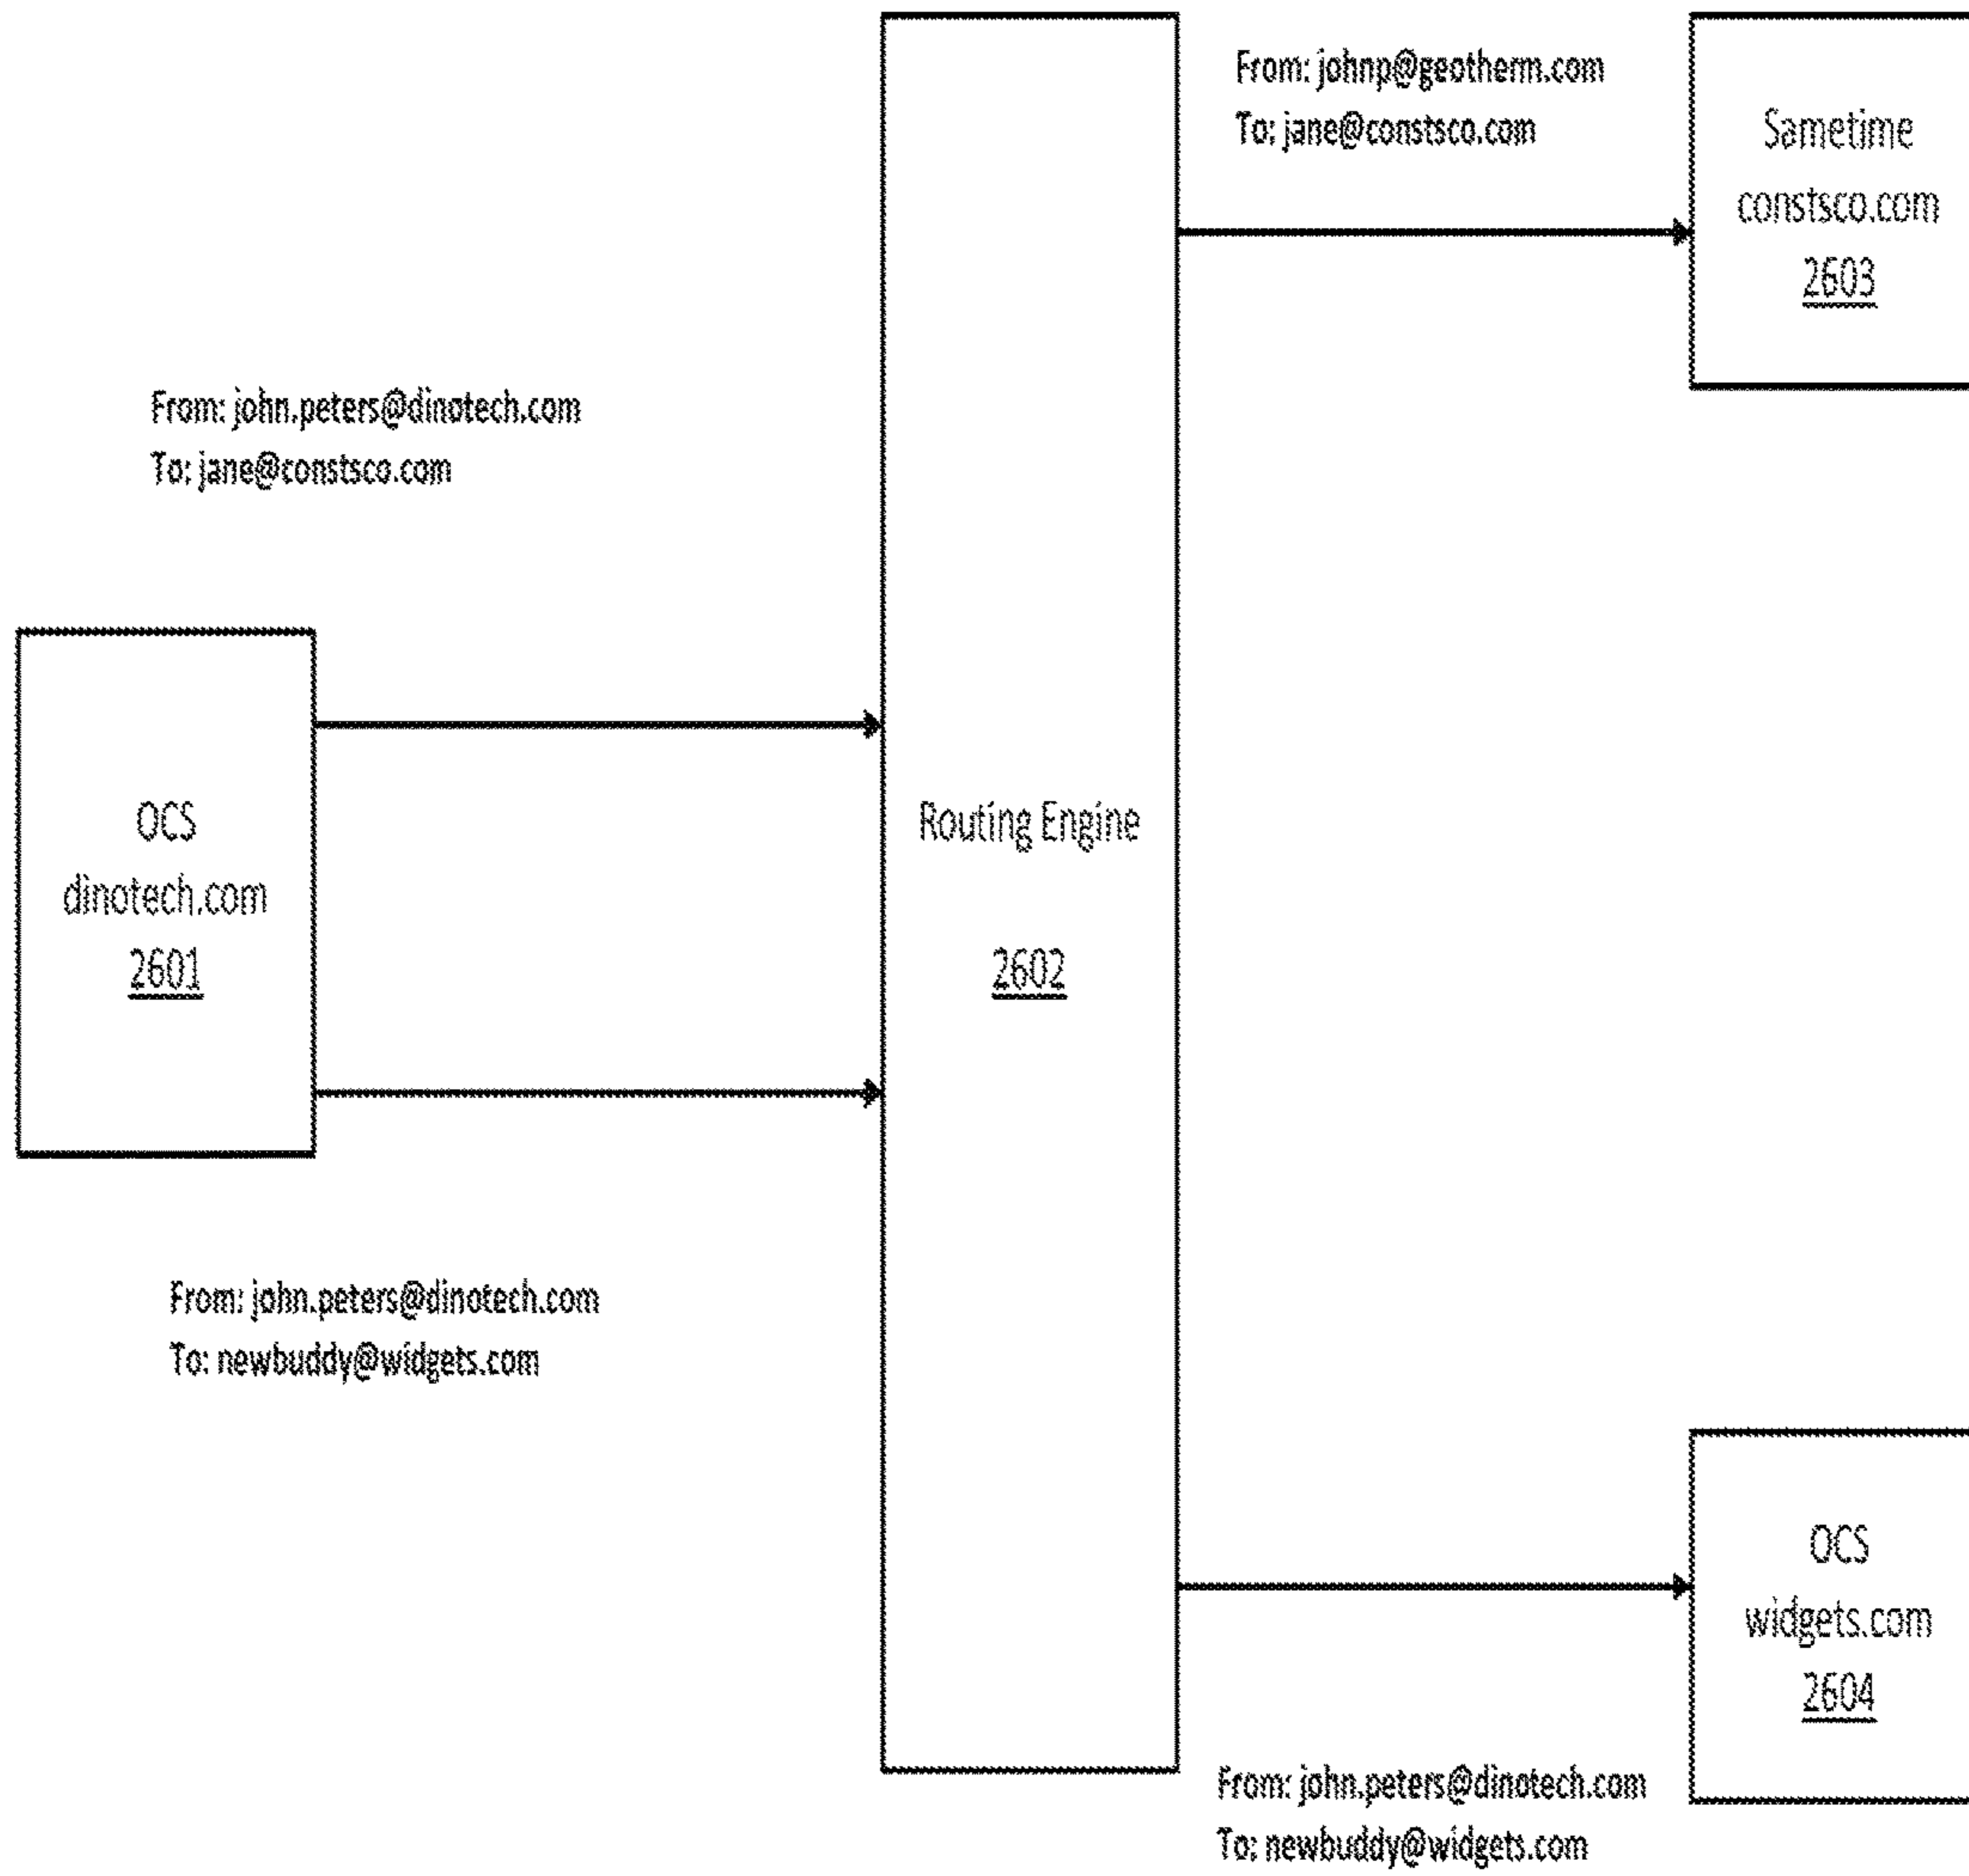 From: johnp@geotherm.com
To: jane@constsco.com
Sametime
constsco.com
2603
From: john.peters@dinotech.com
To: jane@constsco.com
OCS
dinotech.com
2601
Routing Engine
2602
From: john.peters@dinotech.com
To: newbuddy@widgets.com
OCS
widgets.com
2604
From: john.peters@dinotech.com
To: newbuddy@widgets.com